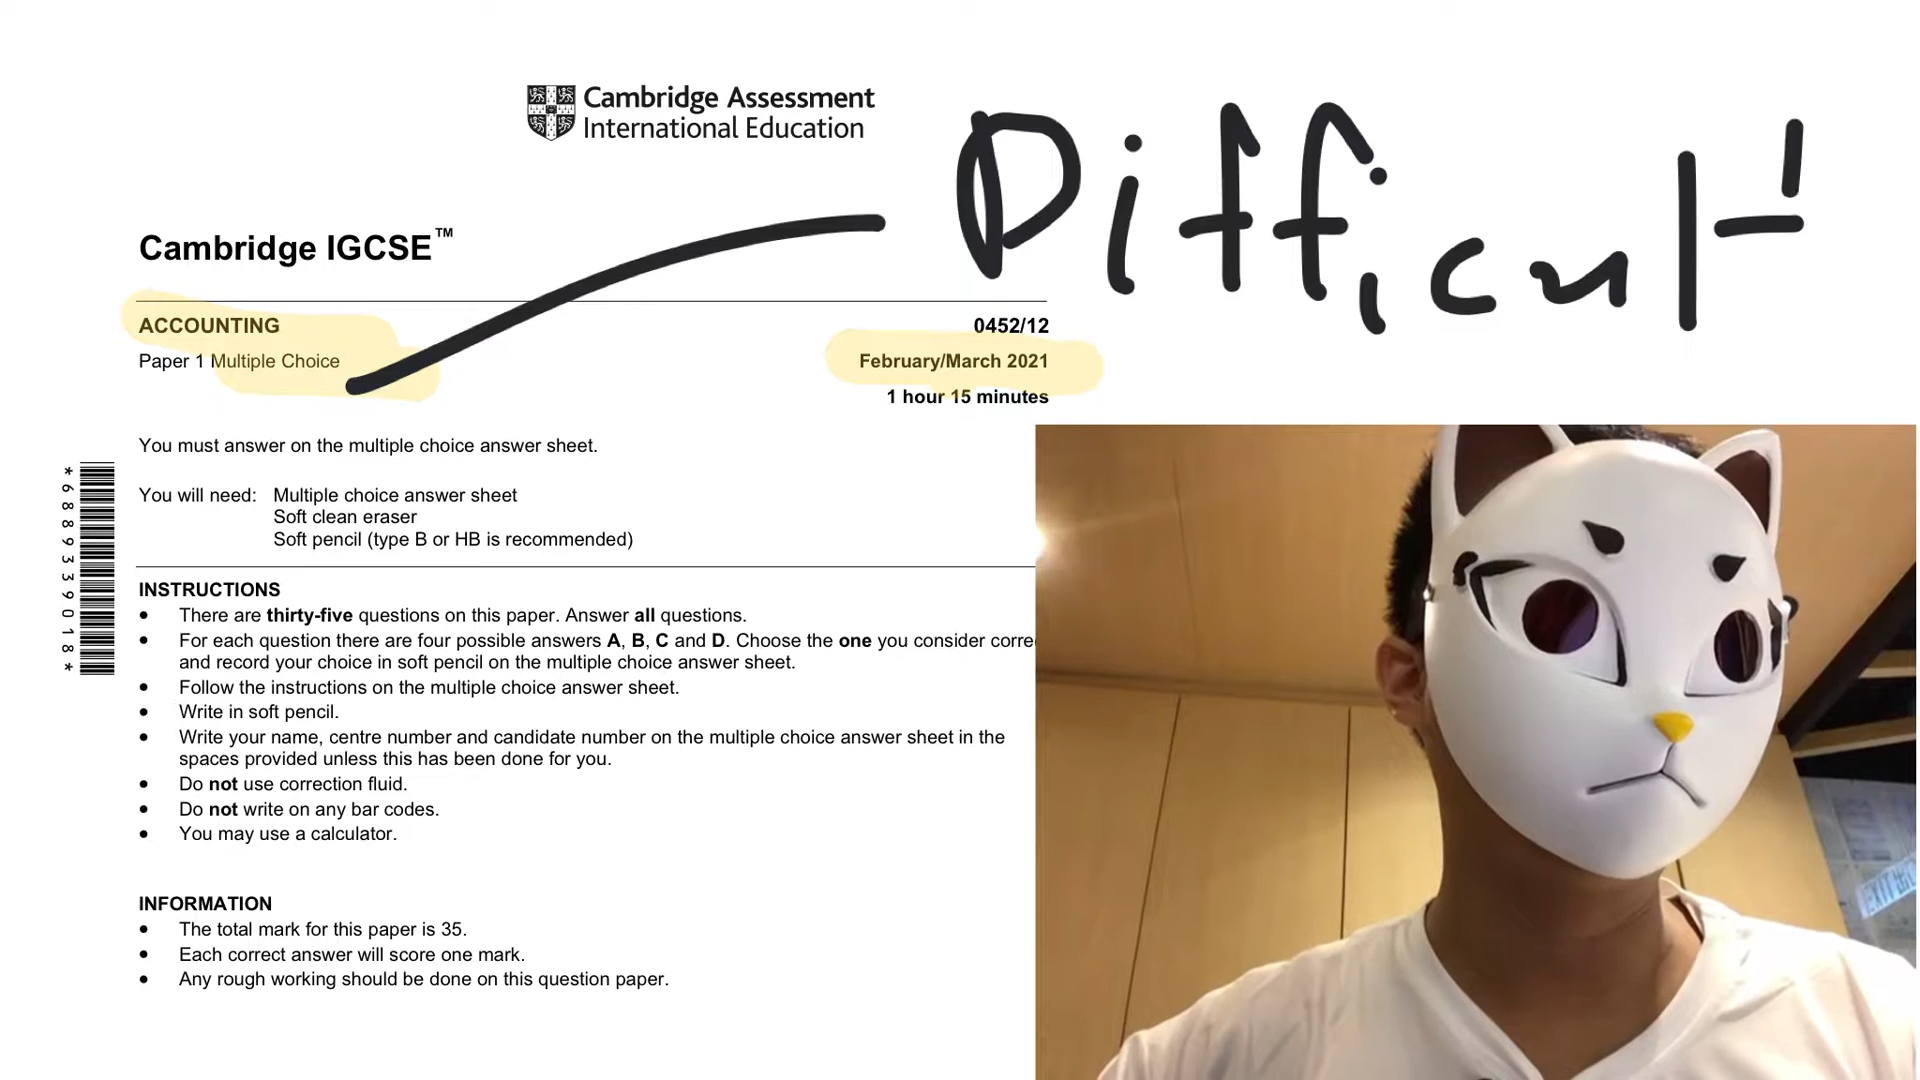 Cambridge Assessment
International Education
Difficult
Cambridge IGCSE™
ACCOUNTING 0452/12
Paper 1 Multiple Choice February/March 2021
1 hour 15 minutes
You must answer on the multiple choice answer sheet.
You will need: Multiple choice answer sheet
Soft clean eraser
Soft pencil (type B or HB is recommended)
INSTRUCTIONS
• There are thirty-five questions on this paper. Answer all questions.
• For each question there are four possible answers A, B, C and D. Choose the one you consider corre
and record your choice in soft pencil on the multiple choice answer sheet.
• Follow the instructions on the multiple choice answer sheet.
• Write in soft pencil.
• Write your name, centre number and candidate number on the multiple choice answer sheet in the
spaces provided unless this has been done for you.
• Do not use correction fluid.
• Do not write on any bar codes.
• You may use a calculator.
INFORMATION
• The total mark for this paper is 35.
• Each correct answer will score one mark.
• Any rough working should be done on this question paper.
*6889339018*
EXIT 出